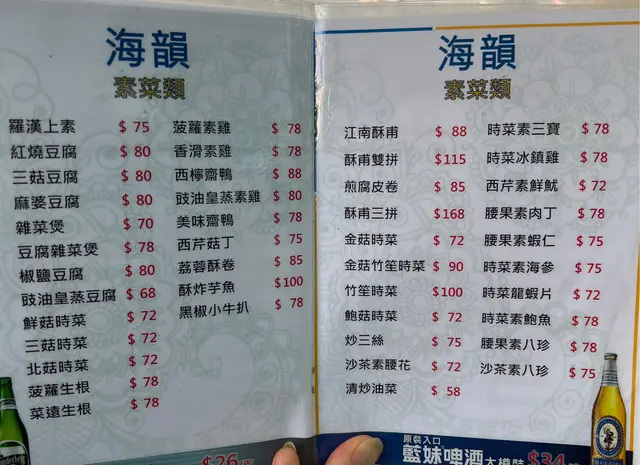 海韻
素菜類
羅漢上素 $ 75
紅燒豆腐 $ 80
三菇豆腐 $ 80
麻婆豆腐 $ 80
雜菜煲 $ 70
豆腐雜菜煲 $ 78
椒鹽豆腐 $ 80
豉油皇蒸豆腐 $ 68
鮮菇時菜 $ 72
三菇時菜 $ 72
北菇時菜 $ 72
菠蘿生根 $ 78
菜遠生根 $ 78
菠蘿素雞 $ 78
香滑素雞 $ 78
西檸齋鴨 $ 88
豉油皇蒸素雞 $ 80
美味齋鴨 $ 78
西芹菇丁 $ 75
荔蓉酥卷 $ 85
酥炸芋魚 $100
黑椒小牛扒 $ 78
$26
海韻
素菜類
江南酥甫 $ 88
酥甫雙拼 $115
煎腐皮卷 $ 85
酥甫三拼 $168
金菇時菜 $ 72
金菇竹笙時菜 $ 90
竹笙時菜 $100
鮑菇時菜 $ 72
炒三絲 $ 75
沙茶素腰花 $ 72
清炒油菜 $ 58
時菜素三寶 $ 78
時菜冰鎮雞 $ 78
西芹素鮮魷 $ 72
腰果素肉丁 $ 78
腰果素蝦仁 $ 75
時菜素海參 $ 75
時菜龍蝦片 $ 72
時菜素鮑魚 $ 78
腰果素八珍 $ 78
沙茶素八珍 $ 75
原裝入口
藍妹啤酒 大樽裝 $34